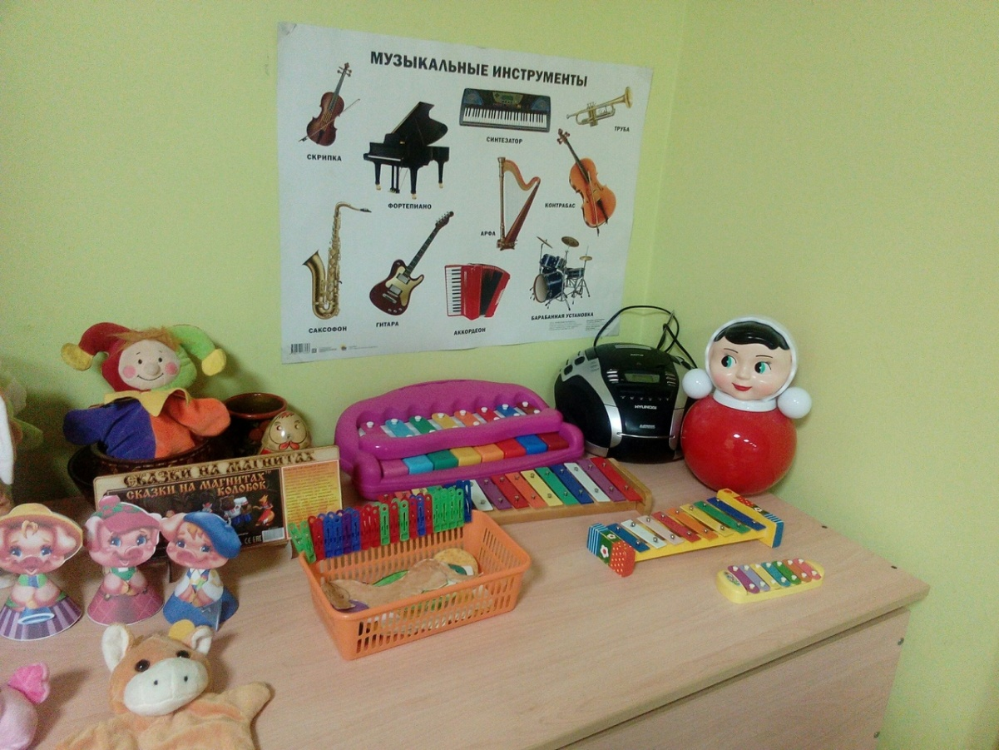 МУЗЫКАЛЬНЫЕ ИНСТРУМЕНТЫ
СКРИПКА
ФОРТЕПИАНО
СИНТЕЗАТОР
ТРУБА
АРФА
КОНТРАБАС
САКСОФОН
ГИТАРА
АККОРДЕОН
БАРАБАННАЯ УСТАНОВКА
HYUNDAI
СКАЗКИ НА МАГНИТАХ
СКАЗКИ НА МАГНИТАХ
КОЛОБОК